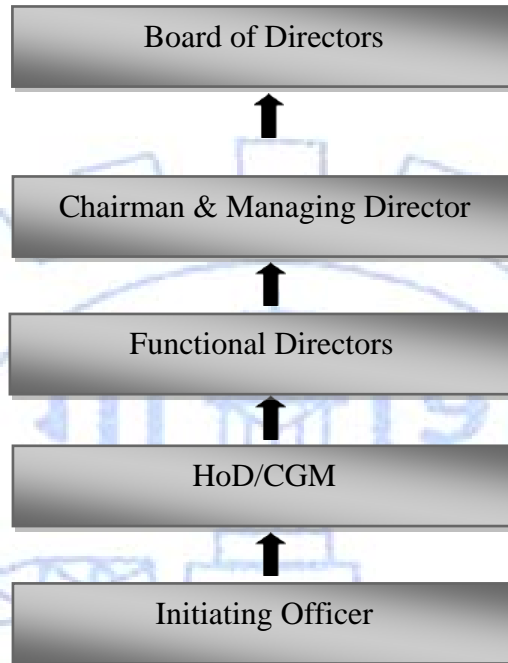 Board of Directors
Chairman & Managing Director
Functional Directors
HoD/CGM
Initiating Officer